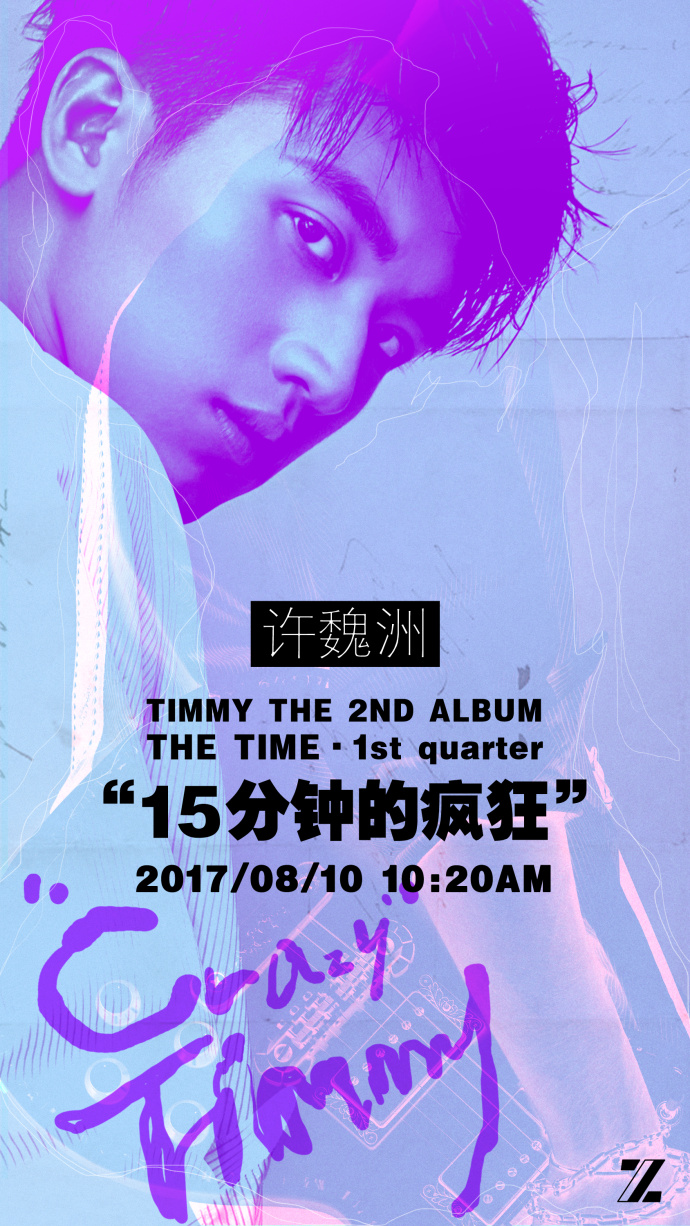 许魏洲
TIMMY THE 2ND ALBUM
THE TIME·1st quarter
“15分钟的疯狂”
2017/08/10 10:20AM
"Crazy"
Timmy